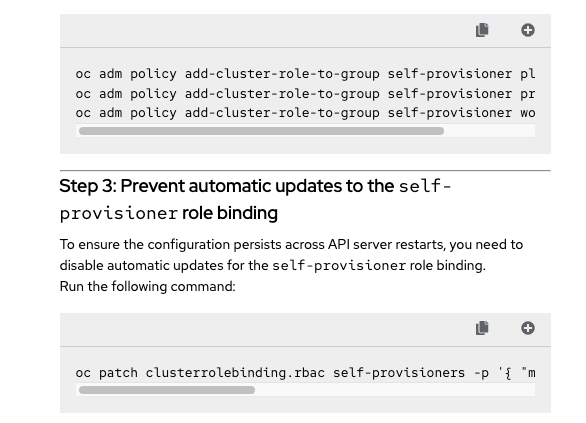 oc adm policy add-cluster-role-to-group self-provisioner pl
oc adm policy add-cluster-role-to-group self-provisioner pr
oc adm policy add-cluster-role-to-group self-provisioner wo
Step 3: Prevent automatic updates to the self-
provisioner role binding
To ensure the configuration persists across API server restarts, you need to
disable automatic updates for the self-provisioner role binding.
Run the following command:
oc patch clusterrolebinding.rbac self-provisioners -p '{ "m